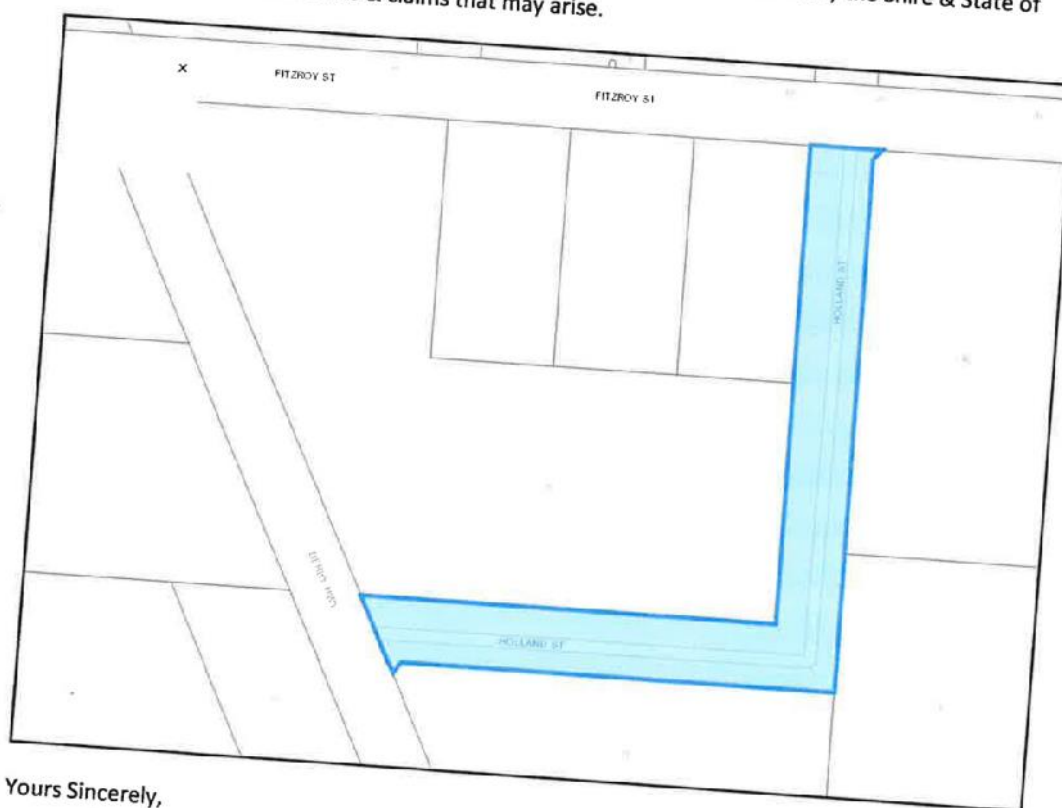 the Shire & State of
claims that may arise.
FITZROY ST
FITZROY ST
HOLLAND ST
HOLLAND ST
Yours Sincerely,